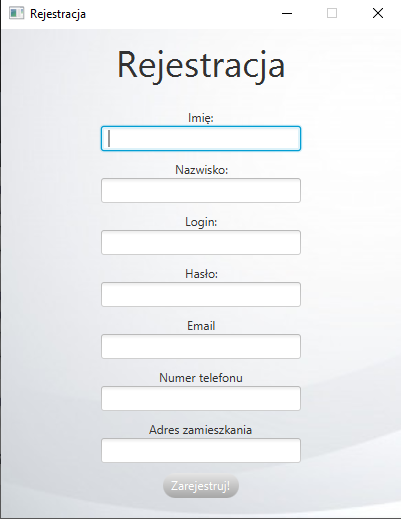 Rejestracja
Rejestracja
Imię:
Nazwisko:
Login:
Hasło:
Email
Numer telefonu
Adres zamieszkania
Zarejestruj!